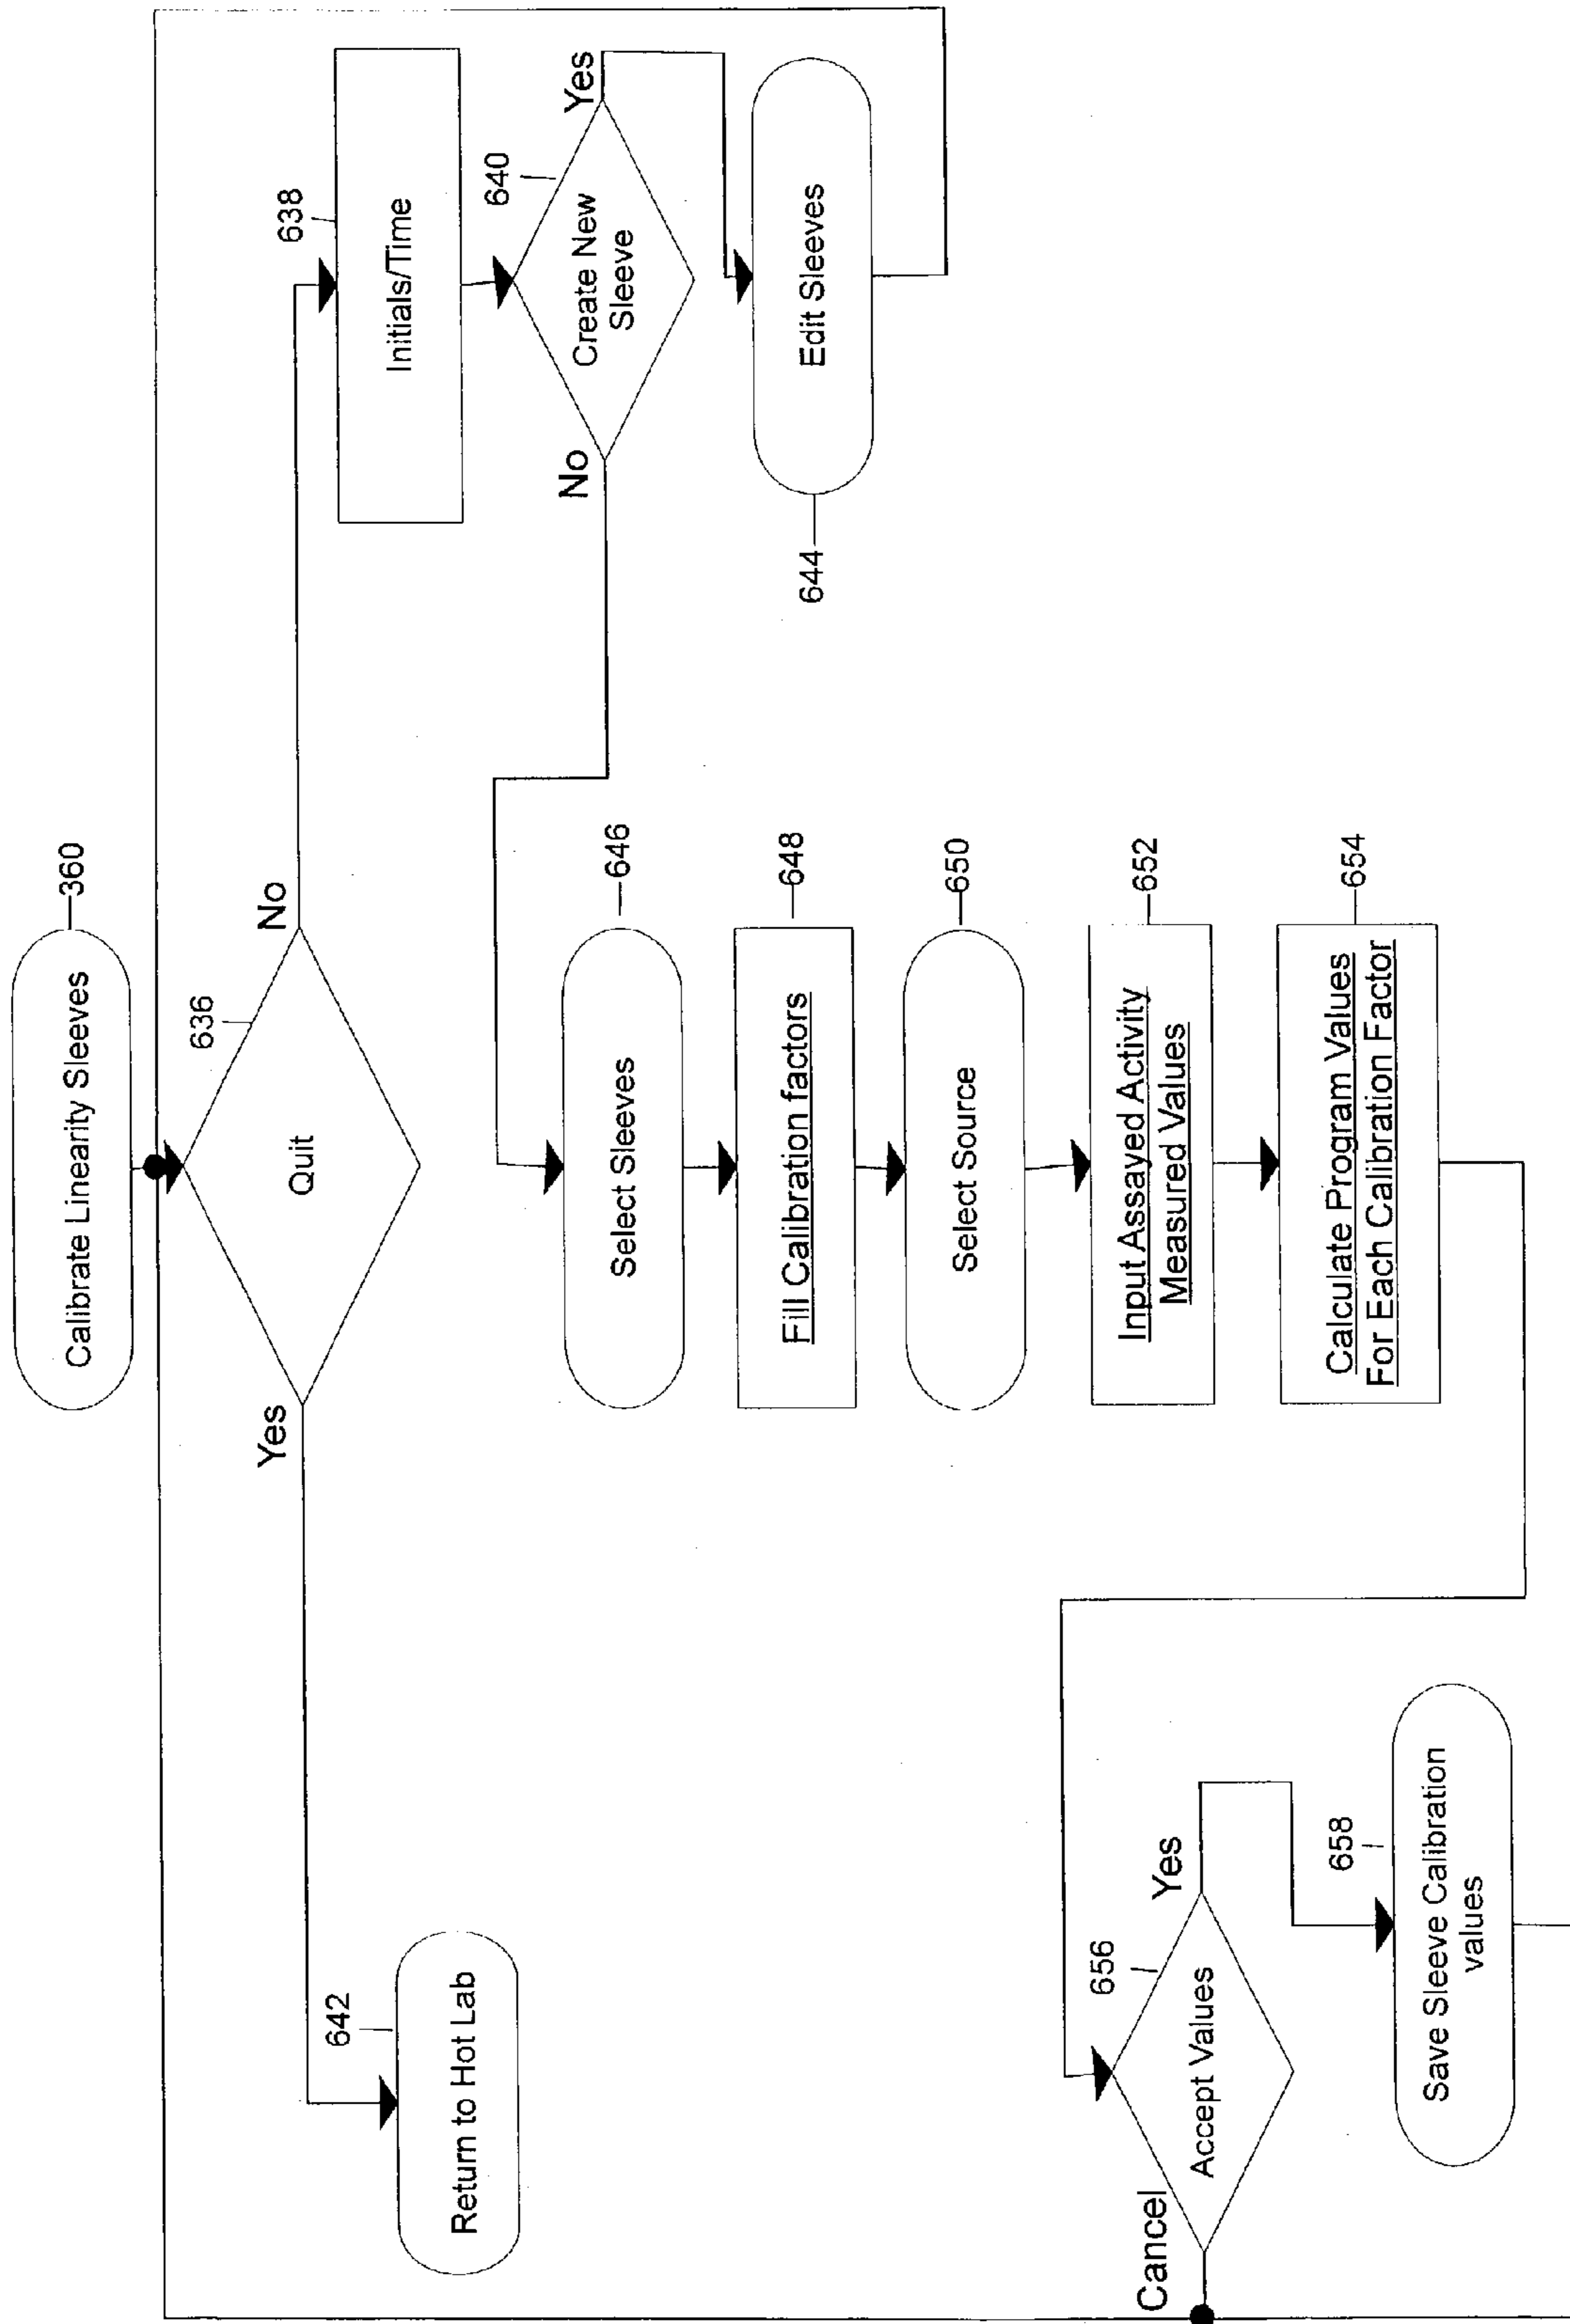 Calibrate Linearity Sleeves
360
636
Quit
Yes
No
638
Initials/Time
640
Create New
Sleeve
Yes
No
642
Return to Hot Lab
Edit Sleeves
644
Select Sleeves
646
Fill Calibration factors
648
Select Source
650
Input Assayed Activity
Measured Values
652
Calculate Program Values
For Each Calibration Factor
654
656
Accept Values
Cancel
Yes
658
Save Sleeve Calibration
values